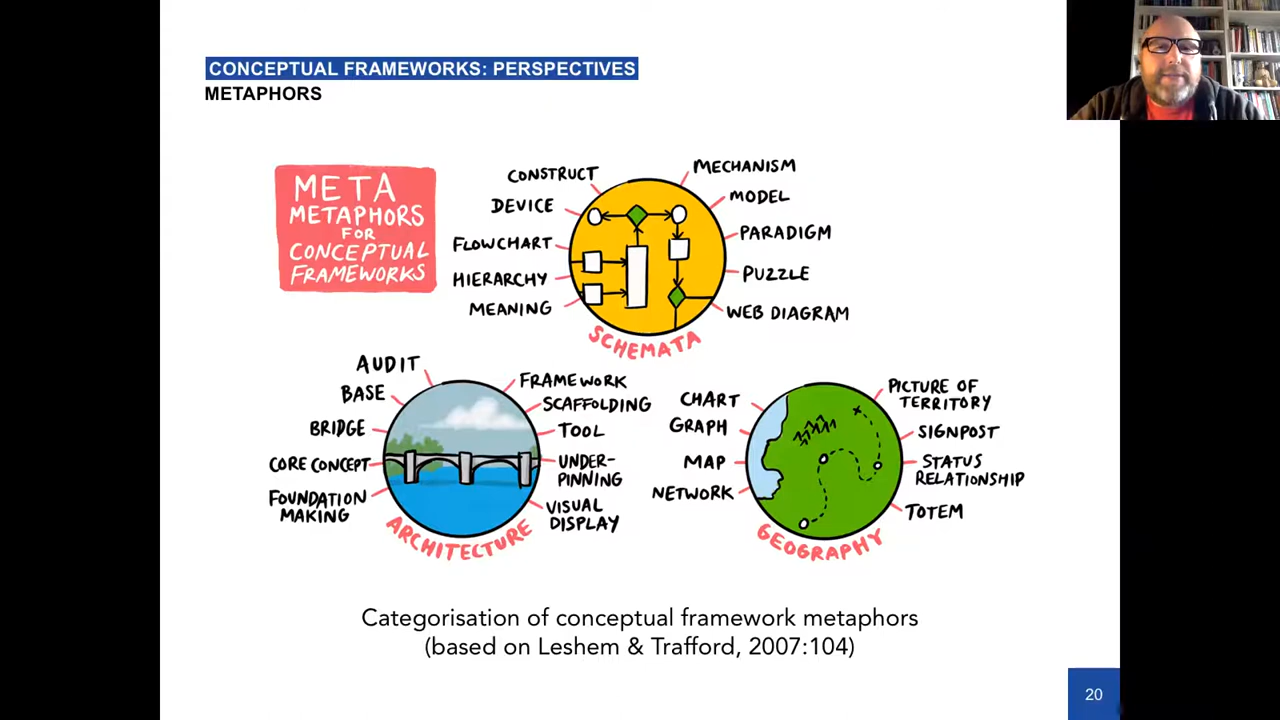 CONCEPTUAL FRAMEWORKS: PERSPECTIVES
METAPHORS
META
METAPHORS
FOR
CONCEPTUAL
FRAMEWORKS
CONSTRUCT
DEVICE
FLOWCHART
HIERARCHY
MEANING
MECHANISM
MODEL
PARADIGM
PUZZLE
WEB DIAGRAM
SCHEMATA
AUDIT
BASE
BRIDGE
CORE CONCEPT
FOUNDATION
MAKING
FRAMEWORK
SCAFFOLDING
TOOL
UNDER-
PINNING
VISUAL
DISPLAY
ARCHITECTURE
CHART
GRAPH
MAP
NETWORK
PICTURE OF
TERRITORY
SIGNPOST
STATUS
RELATIONSHIP
TOTEM
GEOGRAPHY
Categorisation of conceptual framework metaphors
(based on Leshem & Trafford, 2007:104)
20